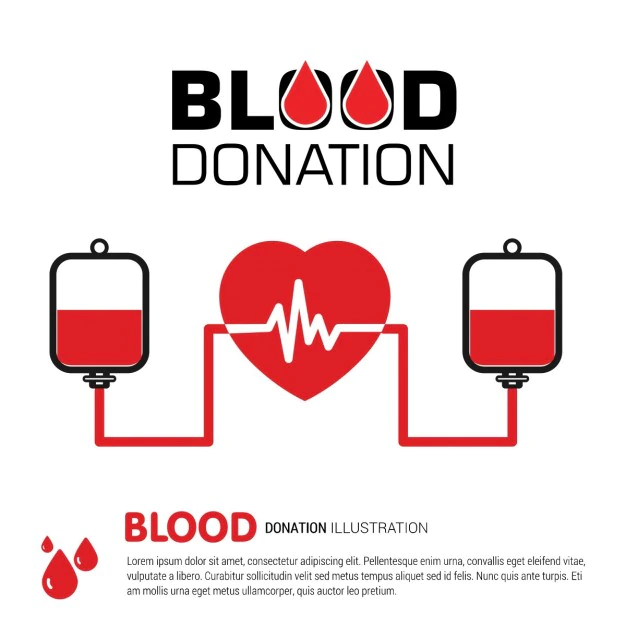 BLOOD
DONATION
BLOOD DONATION ILLUSTRATION
Lorem ipsum dolor sit amet, consectetur adipiscing elit. Pellentesque enim urna, convallis eget eleifend vitae,
vulputate a libero. Curabitur sollicitudin velit sed metus tempus aliquet sed id felis. Nunc quis ante turpis. Eti
am mollis urna eget metus ullamcorper, quis auctor leo pretium.